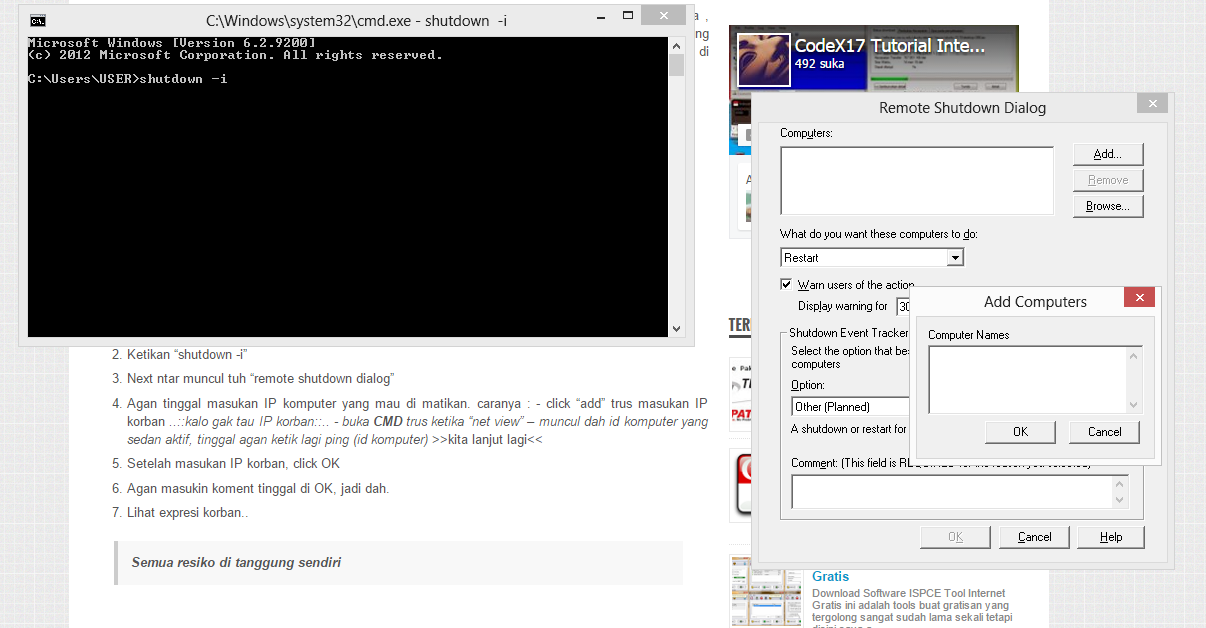 C:\Windows\system32\cmd.exe - shutdown -i
Microsoft Windows [Version 6.2.9200]
(c) 2012 Microsoft Corporation. All rights reserved.
C:\Users\USER>shutdown -i
ng
di
2. Ketikan “shutdown -i”
3. Next ntar muncul tuh “remote shutdown dialog”
4. Agan tinggal masukan IP komputer yang mau di matikan. caranya : - click “add” trus masukan IP
korban ..::kalo gak tau IP korban::.. - buka CMD trus ketika “net view” – muncul dah id komputer yang
sedan aktif, tinggal agan ketik lagi ping (id komputer) >>kita lanjut lagi<<
5. Setelah masukan IP korban, click OK
6. Agan masukin koment tinggal di OK, jadi dah.
7. Lihat expresi korban..
Semua resiko di tanggung sendiri
CodeX17 Tutorial Inte...
492 suka
Remote Shutdown Dialog
Computers:
Add...
Remove
Browse...
What do you want these computers to do:
Restart
Warn users of the action
Display warning for 30
Shutdown Event Tracker
Select the option that bes
computers
Option:
Other (Planned)
A shutdown or restart for
Comment: (This field is
OK
Cancel
Help
Add Computers
Computer Names
OK
Cancel
TER
Gratis
Download Software ISPCE Tool Internet
Gratis ini adalah tools buat gratisan yang
tergolong sangat sudah lama sekali tetapi